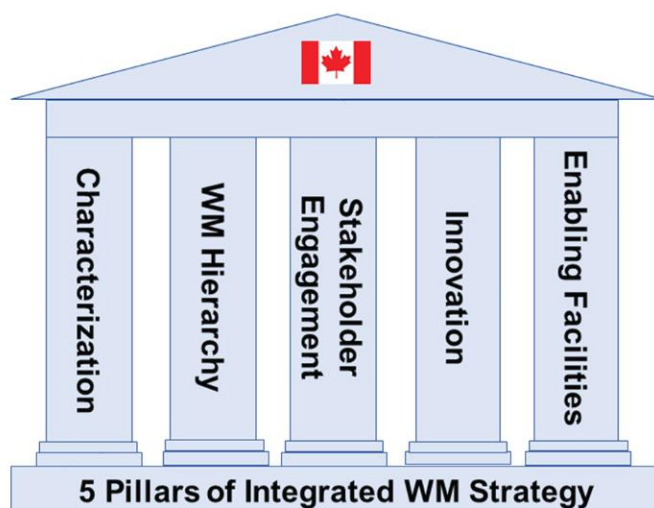 Characterization
WM Hierarchy
Stakeholder
Engagement
Innovation
Enabling Facilities
5 Pillars of Integrated WM Strategy